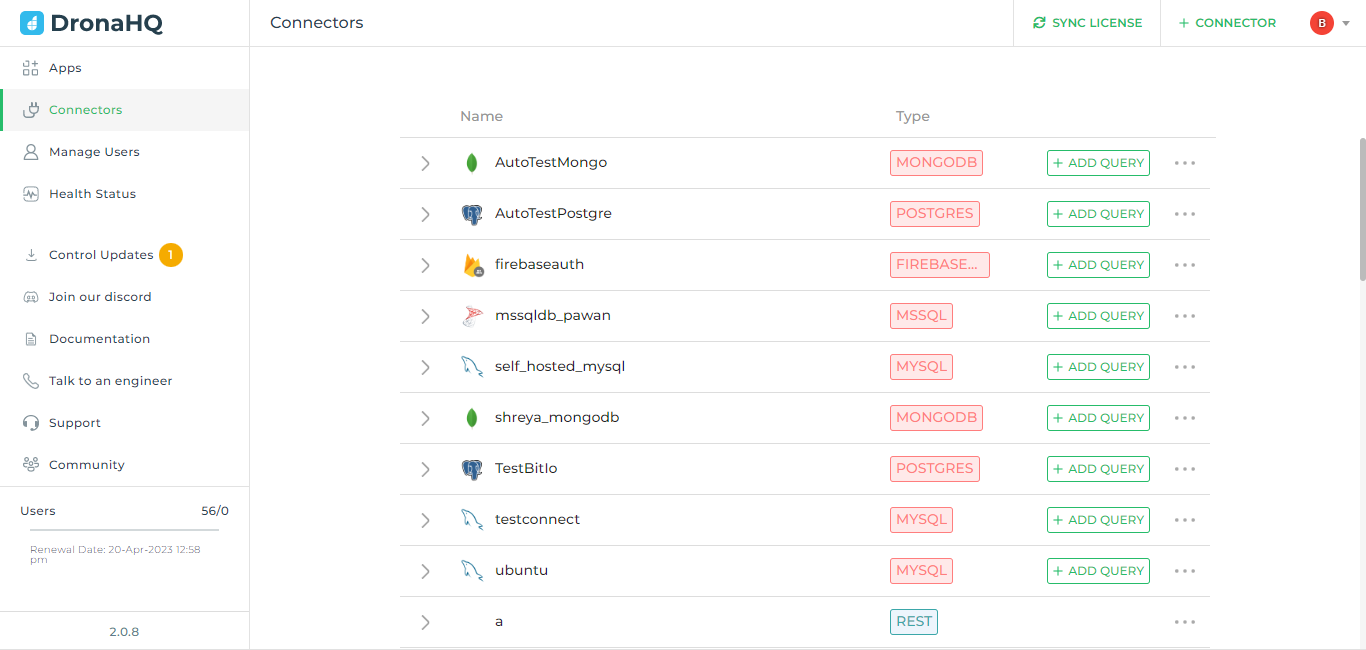 DronaHQ
Connectors
SYNC LICENSE
+ CONNECTOR
B
Apps
Connectors
Manage Users
Health Status
Control Updates 1
Join our discord
Documentation
Talk to an engineer
Support
Community
Users 56/0
Renewal Date: 20-Apr-2023 12:58
pm
2.0.8
Name Type
AutoTestMongo MONGODB + ADD QUERY
AutoTestPostgre POSTGRES + ADD QUERY
firebaseauth FIREBASE... + ADD QUERY
mssqldb_pawan MSSQL + ADD QUERY
self_hosted_mysql MYSQL + ADD QUERY
shreya_mongodb MONGODB + ADD QUERY
TestBitIo POSTGRES + ADD QUERY
testconnect MYSQL + ADD QUERY
ubuntu MYSQL + ADD QUERY
a REST